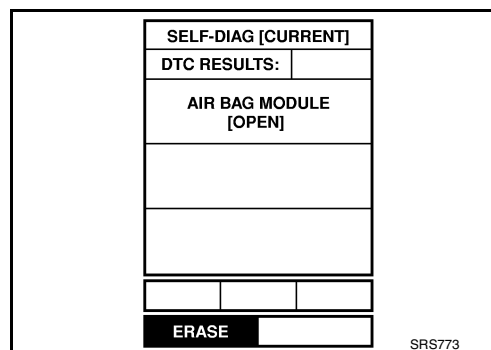 SELF-DIAG [CURRENT]
DTC RESULTS:
AIR BAG MODULE
[OPEN]
ERASE
SRS773